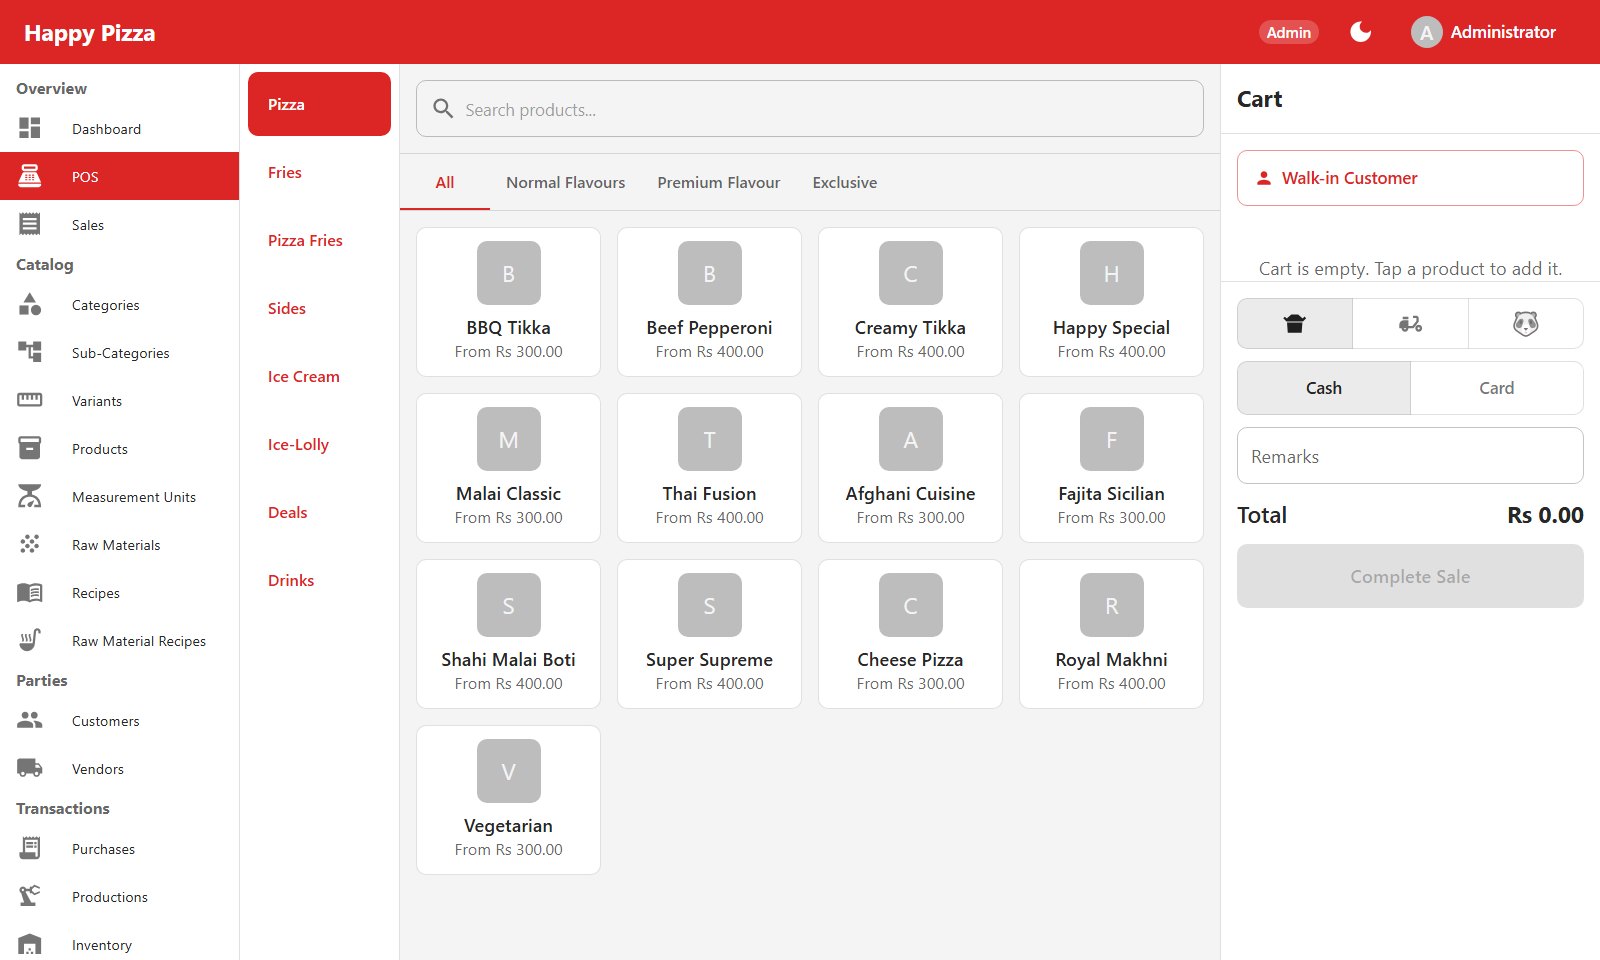 Happy Pizza
Admin
A
Administrator
Overview
Dashboard
POS
Sales
Catalog
Categories
Sub-Categories
Variants
Products
Measurement Units
Raw Materials
Recipes
Raw Material Recipes
Parties
Customers
Vendors
Transactions
Purchases
Productions
Inventory
Pizza
Fries
Pizza Fries
Sides
Ice Cream
Ice-Lolly
Deals
Drinks
Search products...
All
Normal Flavours
Premium Flavour
Exclusive
B
BBQ Tikka
From Rs 300.00
B
Beef Pepperoni
From Rs 400.00
C
Creamy Tikka
From Rs 400.00
H
Happy Special
From Rs 400.00
M
Malai Classic
From Rs 300.00
T
Thai Fusion
From Rs 400.00
A
Afghani Cuisine
From Rs 300.00
F
Fajita Sicilian
From Rs 300.00
S
Shahi Malai Boti
From Rs 400.00
S
Super Supreme
From Rs 400.00
C
Cheese Pizza
From Rs 300.00
R
Royal Makhni
From Rs 400.00
V
Vegetarian
From Rs 300.00
Cart
Walk-in Customer
Cart is empty. Tap a product to add it.
Cash
Card
Remarks
Total
Rs 0.00
Complete Sale